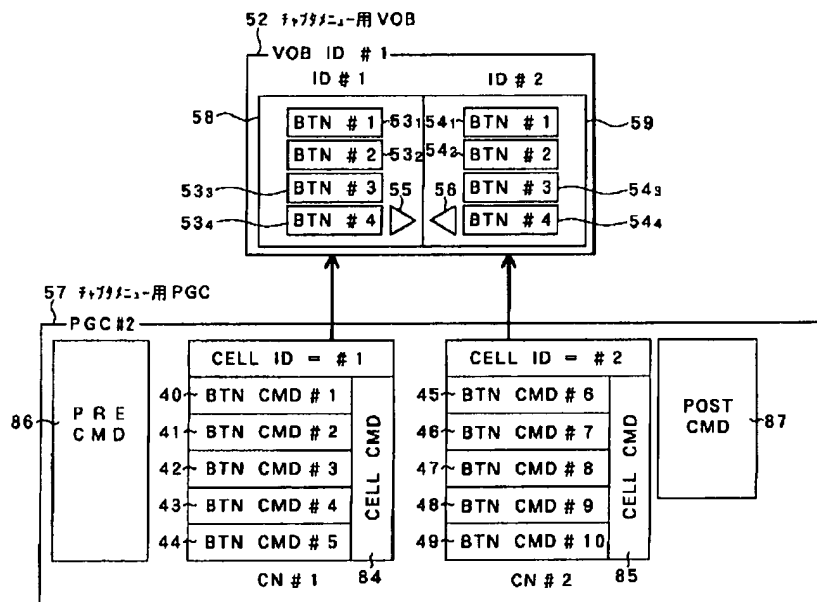 52 チャプタメニュー用VOB
VOB ID #1
ID #1 ID #2
58 BTN #1 53₁ 54₁ BTN #1 59
BTN #2 53₂ 54₂ BTN #2
53₃ BTN #3 55 56 BTN #3 54₃
53₄ BTN #4 BTN #4 54₄
57 チャプタメニュー用PGC
PGC #2
86 PRE CMD
CELL ID = #1
40 BTN CMD #1
41 BTN CMD #2
42 BTN CMD #3
43 BTN CMD #4
44 BTN CMD #5
CELL CMD
CN #1 84
CELL ID = #2
45 BTN CMD #6
46 BTN CMD #7
47 BTN CMD #8
48 BTN CMD #9
49 BTN CMD #10
CELL CMD
CN #2 85
POST CMD 87